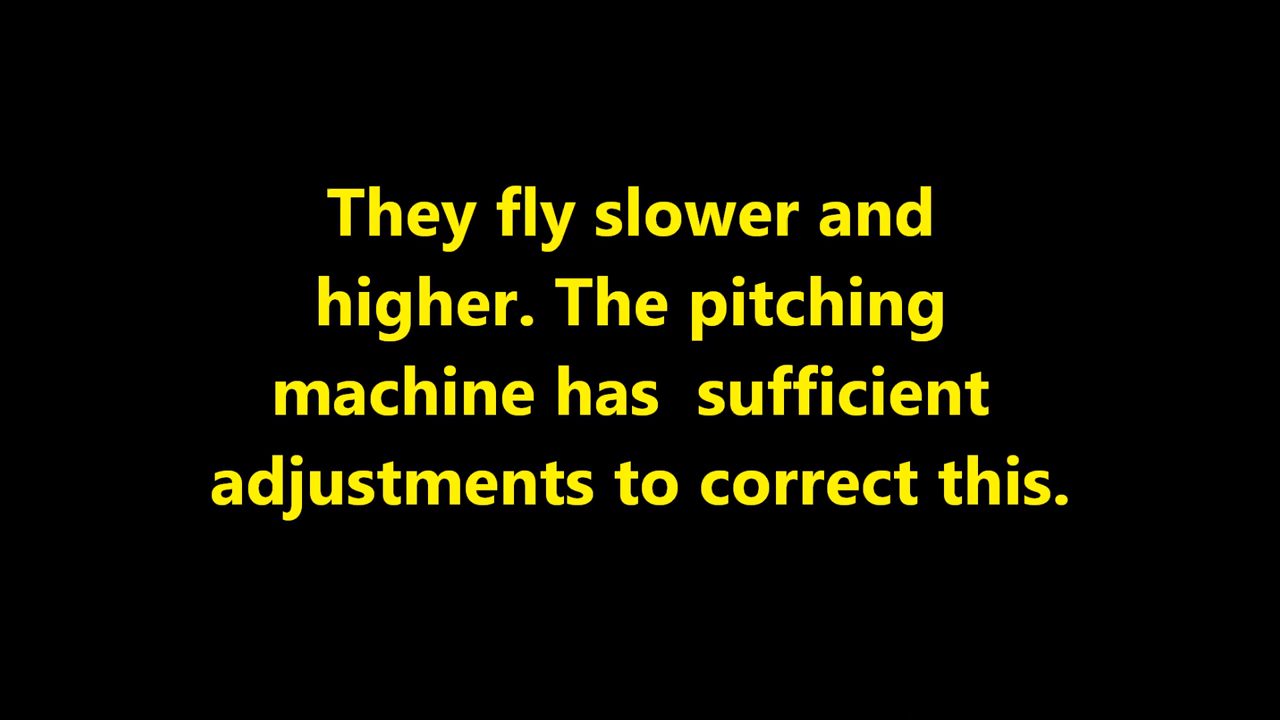 They fly slower and
higher. The pitching
machine has  sufficient
adjustments to correct this.